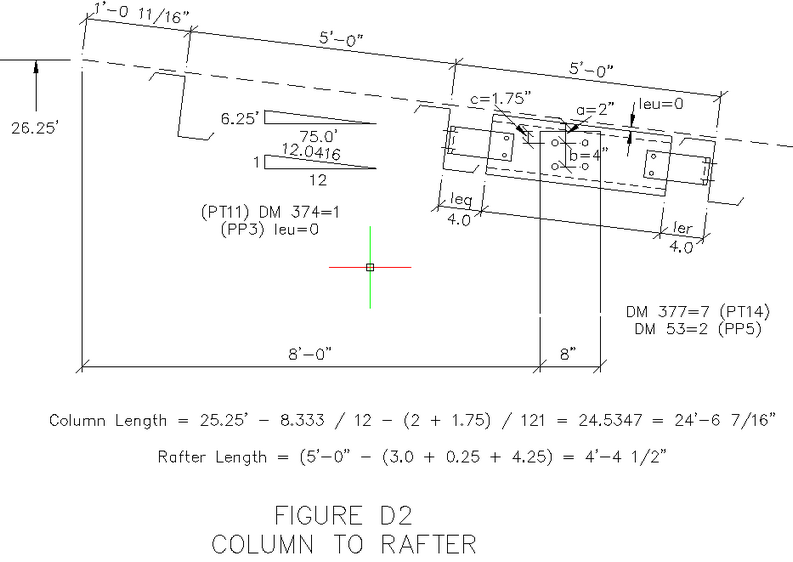 1'-0 11/16"
5'-0"
5'-0"
c=1.75"
a=2"
leu=0
26.25'
6.25'
75.0'
12.0416
1
12
b=4"
(PT11) DM 374=1
(PP3) leu=0
leq
4.0
ler
4.0
DM 377=7 (PT14)
DM 53=2 (PP5)
8'-0"
8"
Column Length = 25.25' - 8.333 / 12 - (2 + 1.75) / 121 = 24.5347 = 24'-6 7/16"
Rafter Length = (5'-0" - (3.0 + 0.25 + 4.25) = 4'-4 1/2"
FIGURE D2
COLUMN TO RAFTER